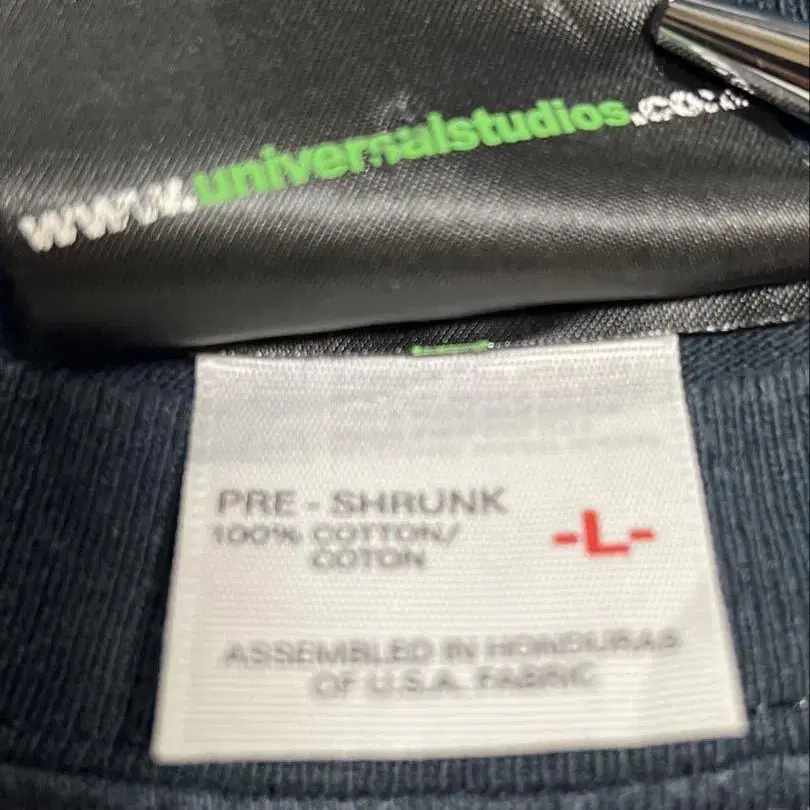 www.universalstudios.com
PRE - SHRUNK
100% COTTON/
COTON
-L-
ASSEMBLED IN HONDURAS
OF U.S.A. FABRIC